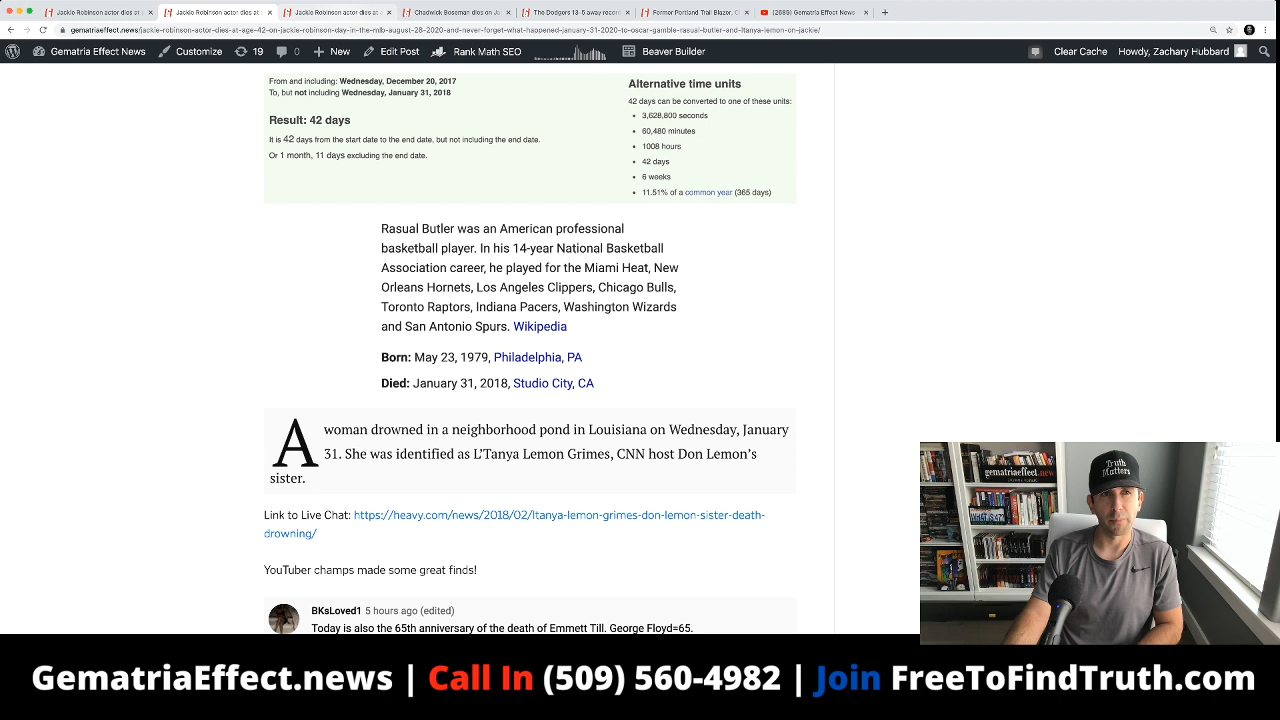 Jackie Robinson actor dies at
Jackie Robinson actor dies at
Jackie Robinson actor dies at
Chadwick Boseman dies on Ja
The Dodgers 13-5 away record
Former Portland Trail Blazer, C
(2689) Gematria Effect News
gematriaeffect.news/jackie-robinson-actor-dies-at-age-42-on-jackie-robinson-day-in-the-mlb-august-28-2020-and-never-forget-what-happened-january-31-2020-to-oscar-gamble-rasual-butler-and-ltanya-lemon-on-jackie/
Gematria Effect News Customize 19 0 New Edit Post Rank Math SEO Beaver Builder Clear Cache Howdy, Zachary Hubbard
From and including: Wednesday, December 20, 2017
To, but not including Wednesday, January 31, 2018
Result: 42 days
It is 42 days from the start date to the end date, but not including the end date.
Or 1 month, 11 days excluding the end date.
Alternative time units
42 days can be converted to one of these units:
3,628,800 seconds
60,480 minutes
1008 hours
42 days
6 weeks
11.51% of a common year (365 days)
Rasual Butler was an American professional
basketball player. In his 14-year National Basketball
Association career, he played for the Miami Heat, New
Orleans Hornets, Los Angeles Clippers, Chicago Bulls,
Toronto Raptors, Indiana Pacers, Washington Wizards
and San Antonio Spurs. Wikipedia
Born: May 23, 1979, Philadelphia, PA
Died: January 31, 2018, Studio City, CA
A woman drowned in a neighborhood pond in Louisiana on Wednesday, January
31. She was identified as L'Tanya Lemon Grimes, CNN host Don Lemon's
sister.
Link to Live Chat: https://heavy.com/news/2018/02/ltanya-lemon-grimes-don-lemon-sister-death-
drowning/
YouTuber champs made some great finds!
BKsLoved1 5 hours ago (edited)
Today is also the 65th anniversary of the death of Emmett Till. George Floyd=65.
Truth
Matters
gematriaeffect.news
GematriaEffect.news | Call In (509) 560-4982 | Join FreeToFindTruth.com